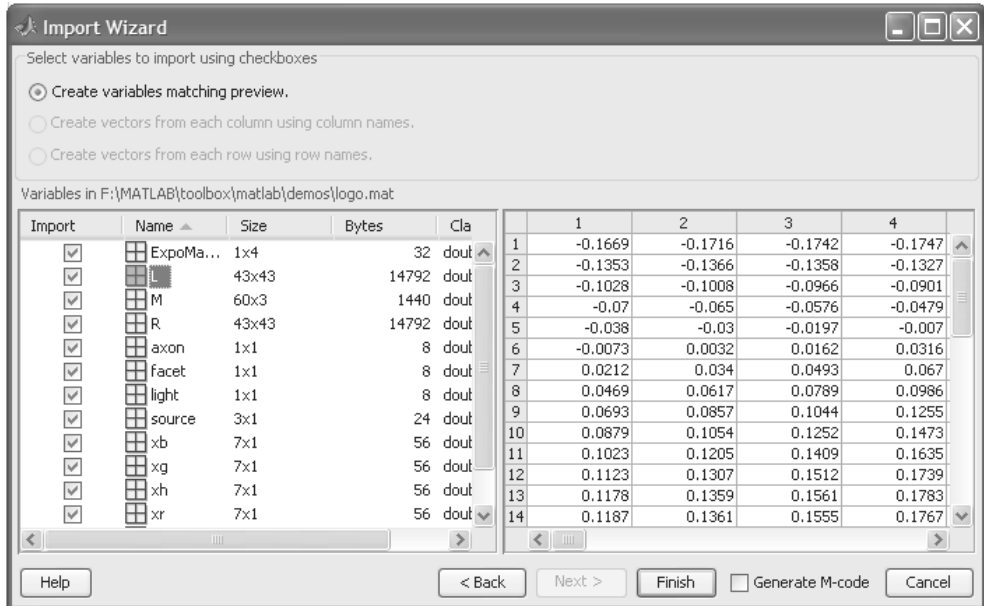 Import Wizard
Select variables to import using checkboxes
Create variables matching preview.
Create vectors from each column using column names.
Create vectors from each row using row names.
Variables in F:\MATLAB\toolbox\matlab\demos\logo.mat
Import Name Size Bytes Cla
ExpoMa... 1x4 32 doub
L 43x43 14792 doub
M 60x3 1440 doub
R 43x43 14792 doub
axon 1x1 8 doub
facet 1x1 8 doub
light 1x1 8 doub
source 3x1 24 doub
xb 7x1 56 doub
xg 7x1 56 doub
xh 7x1 56 doub
xr 7x1 56 doub
1 2 3 4
1 -0.1669 -0.1716 -0.1742 -0.1747
2 -0.1353 -0.1366 -0.1358 -0.1327
3 -0.1028 -0.1008 -0.0966 -0.0901
4 -0.07 -0.065 -0.0576 -0.0479
5 -0.038 -0.03 -0.0197 -0.007
6 -0.0073 0.0032 0.0162 0.0316
7 0.0212 0.034 0.0493 0.067
8 0.0469 0.0617 0.0789 0.0986
9 0.0693 0.0857 0.1044 0.1255
10 0.0879 0.1054 0.1252 0.1473
11 0.1023 0.1205 0.1409 0.1635
12 0.1123 0.1307 0.1512 0.1739
13 0.1178 0.1359 0.1561 0.1783
14 0.1187 0.1361 0.1555 0.1767
Help < Back Next > Finish Generate M-code Cancel